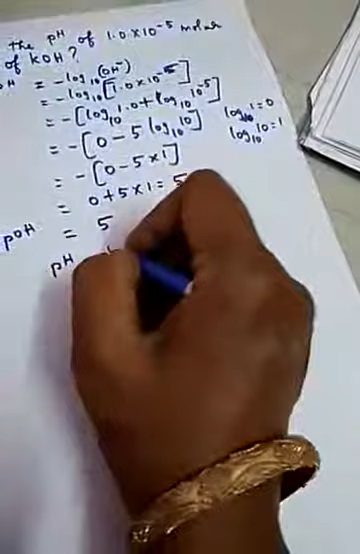 the pH of 1.0×10⁻⁵ molar
of KOH?
OH = -log₁₀(OH⁻)
= -log₁₀[1.0×10⁻⁵]
= -[log₁₀1.0+log₁₀10⁻⁵]
= -[0-5 log₁₀10] log₁₀1=0
= -[0-5×1] log₁₀10=1
= 0+5×1=5
pOH = 5
pH